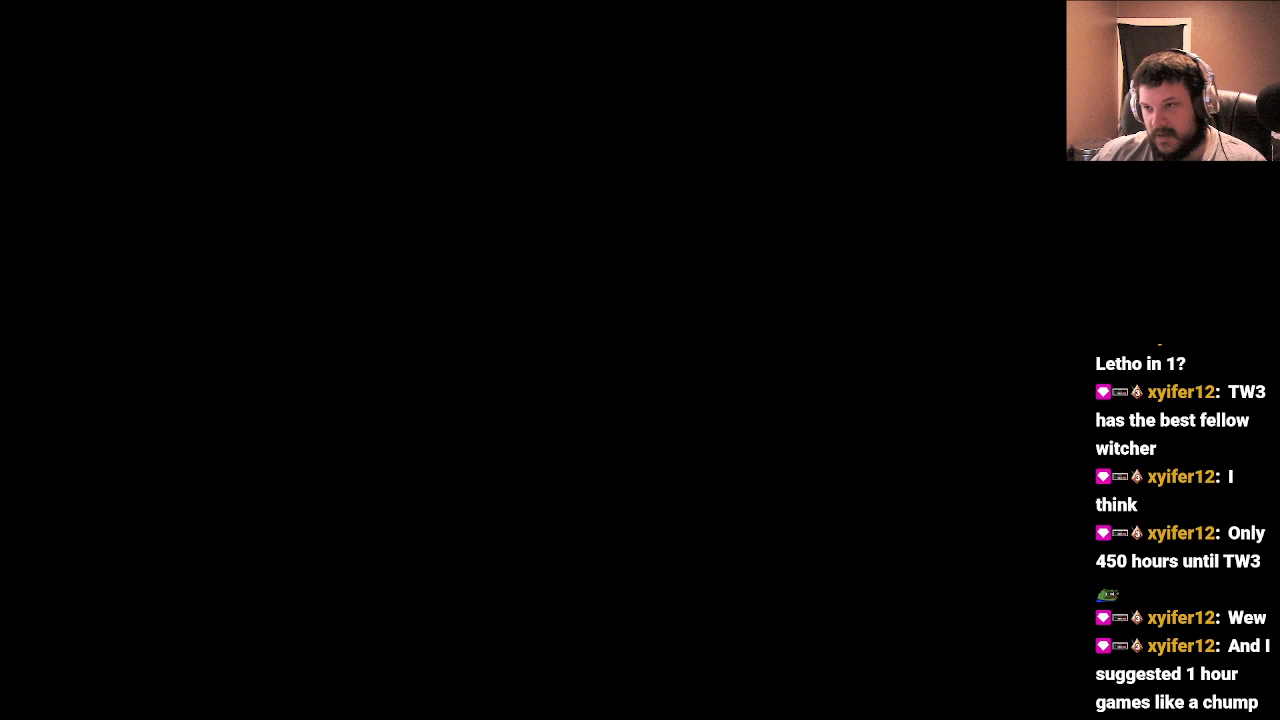 Letho in 1?
xyifer12: TW3
has the best fellow
witcher
xyifer12: I
think
xyifer12: Only
450 hours until TW3
xyifer12: Wew
xyifer12: And I
suggested 1 hour
games like a chump